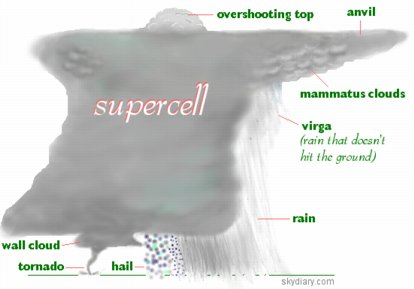 overshooting top
anvil
supercell
mammatus clouds
virga
(rain that doesn't
hit the ground)
rain
wall cloud
tornado
hail
skydiary.com